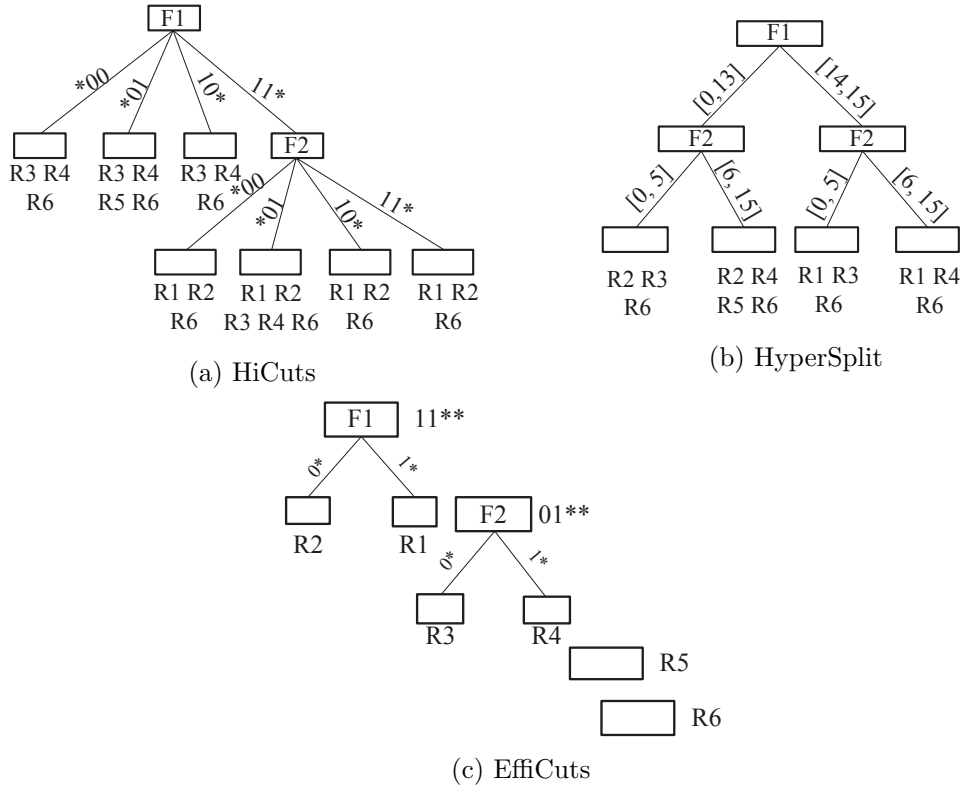 F1
*00
*01
10*
11*
F2
R3 R4
R6
R3 R4
R5 R6
R3 R4
R6
*00
*01
10*
11*
R1 R2
R6
R1 R2
R3 R4 R6
R1 R2
R6
R1 R2
R6
(a) HiCuts
F1
[0,13]
[14,15]
F2
F2
[0, 5]
[6, 15]
[0, 5]
[6, 15]
R2 R3
R6
R2 R4
R5 R6
R1 R3
R6
R1 R4
R6
(b) HyperSplit
F1
11**
0*
1*
R2
R1
F2
01**
0*
1*
R3
R4
R5
R6
(c) EffiCuts